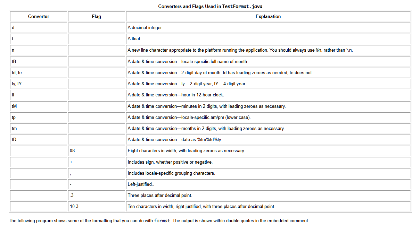 Converters and Flags Used in TestFormat.java
Converter Flag Explanation
d A decimal integer.
f A float.
n A new line character appropriate to the platform running the application. You should always use %n, rather than \n.
tB A date & time conversion—locale-specific full name of month.
td, te A date & time conversion—2-digit day of month. td has leading zeroes as needed, te does not.
ty, tY A date & time conversion—ty = 2-digit year, tY = 4-digit year.
tl A date & time conversion—hour in 12-hour clock.
tM A date & time conversion—minutes in 2 digits, with leading zeroes as necessary.
tp A date & time conversion—locale-specific am/pm (lower case).
tm A date & time conversion—months in 2 digits, with leading zeroes as necessary.
tD A date & time conversion—date as %tm%td%ty
08 Eight characters in width, with leading zeroes as necessary.
+ Includes sign, whether positive or negative.
, Includes locale-specific grouping characters.
- Left-justified..
.3 Three places after decimal point.
10.3 Ten characters in width, right justified, with three places after decimal point.
The following program shows some of the formatting that you can do with format. The output is shown within double quotes in the embedded comment: